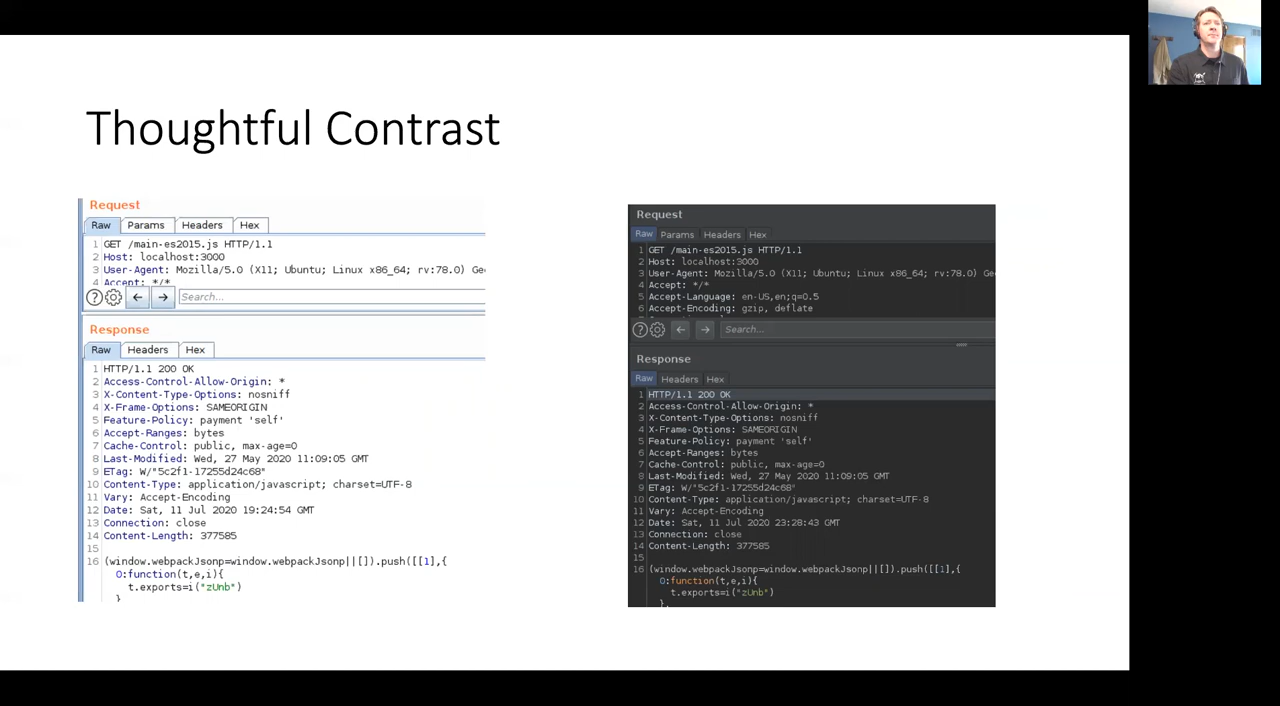 Thoughtful Contrast
Request
Raw Params Headers Hex
1 GET /main-es2015.js HTTP/1.1
2 Host: localhost:3000
3 User-Agent: Mozilla/5.0 (X11; Ubuntu; Linux x86_64; rv:78.0) Ge
4 Accept: */*
Search...
Response
Raw Headers Hex
1 HTTP/1.1 200 OK
2 Access-Control-Allow-Origin: *
3 X-Content-Type-Options: nosniff
4 X-Frame-Options: SAMEORIGIN
5 Feature-Policy: payment 'self'
6 Accept-Ranges: bytes
7 Cache-Control: public, max-age=0
8 Last-Modified: Wed, 27 May 2020 11:09:05 GMT
9 ETag: W/"5c2f1-17255d24c68"
10 Content-Type: application/javascript; charset=UTF-8
11 Vary: Accept-Encoding
12 Date: Sat, 11 Jul 2020 19:24:54 GMT
13 Connection: close
14 Content-Length: 377585
15
16 (window.webpackJsonp=window.webpackJsonp||[]).push([[1],{
0:function(t,e,i){
t.exports=i("zUnb")
}
Request
Raw Params Headers Hex
1 GET /main-es2015.js HTTP/1.1
2 Host: localhost:3000
3 User-Agent: Mozilla/5.0 (X11; Ubuntu; Linux x86_64; rv:78.0) Ge
4 Accept: */*
5 Accept-Language: en-US,en;q=0.5
6 Accept-Encoding: gzip, deflate
Search...
Response
Raw Headers Hex
1 HTTP/1.1 200 OK
2 Access-Control-Allow-Origin: *
3 X-Content-Type-Options: nosniff
4 X-Frame-Options: SAMEORIGIN
5 Feature-Policy: payment 'self'
6 Accept-Ranges: bytes
7 Cache-Control: public, max-age=0
8 Last-Modified: Wed, 27 May 2020 11:09:05 GMT
9 ETag: W/"5c2f1-17255d24c68"
10 Content-Type: application/javascript; charset=UTF-8
11 Vary: Accept-Encoding
12 Date: Sat, 11 Jul 2020 23:28:43 GMT
13 Connection: close
14 Content-Length: 377585
15
16 (window.webpackJsonp=window.webpackJsonp||[]).push([[1],{
0:function(t,e,i){
t.exports=i("zUnb")
},